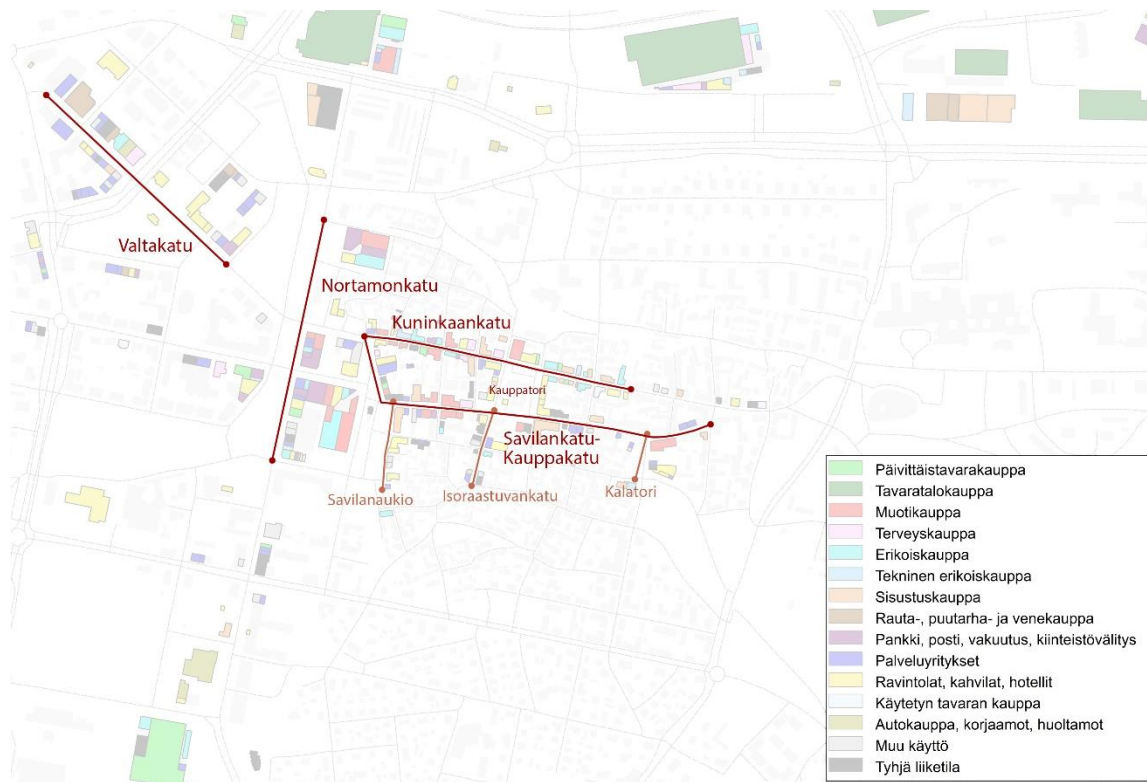 Valtakatu
Nortamonkatu
Kuninkaankatu
Kauppatori
Savilankatu-
Kauppakatu
Savilanaukio
Isoraastuvankatu
Kalatori
Päivittäistavarakauppa
Tavaratalokauppa
Muotikauppa
Terveyskauppa
Erikoiskauppa
Tekninen erikoiskauppa
Sisustuskauppa
Rauta-, puutarha- ja venekauppa
Pankki, posti, vakuutus, kiinteistövälitys
Palveluyritykset
Ravintolat, kahvilat, hotellit
Käytetyn tavaran kauppa
Autokauppa, korjaamot, huoltamot
Muu käyttö
Tyhjä liiketila